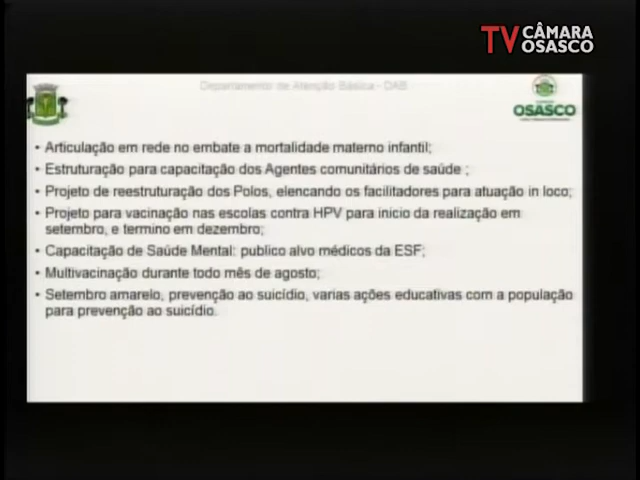 TV CÂMARA
OSASCO
Departamentor de Atenção Básica - DAB
OSASCO
• Articulação em rede no embate a mortalidade materno infantil;
• Estruturação para capacitação dos Agentes comunitários de saúde ;
• Projeto de reestruturação dos Polos, elencando os facilitadores para atuação in loco;
• Projeto para vacinação nas escolas contra HPV para inicio da realização em
setembro, e termino em dezembro;
• Capacitação de Saúde Mental: publico alvo médicos da ESF;
• Multivacinação durante todo mês de agosto;
• Setembro amarelo, prevenção ao suicídio, varias ações educativas com a população
para prevenção ao suicídio.